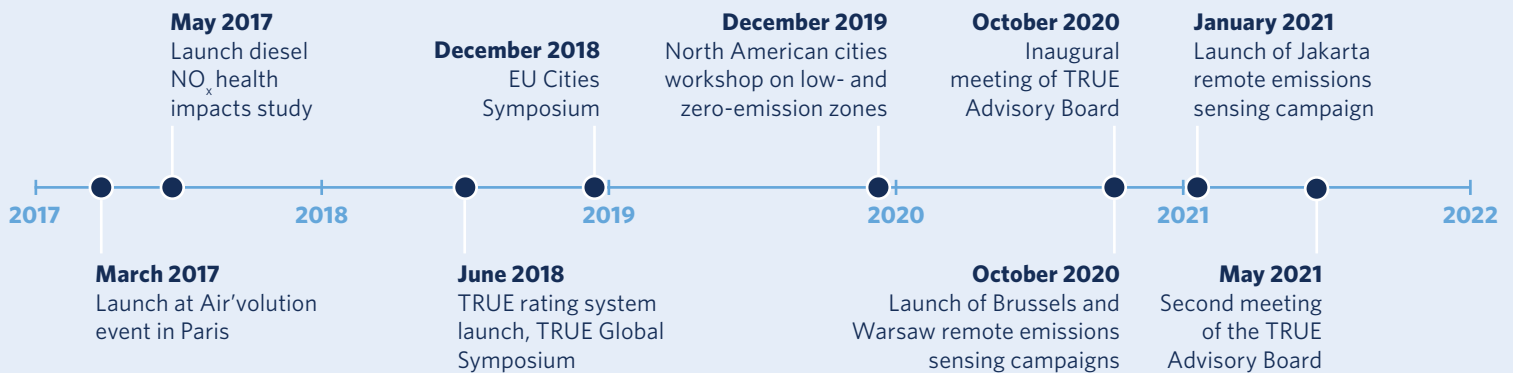 May 2017
Launch diesel
NOx health
impacts study
December 2018
EU Cities
Symposium
December 2019
North American cities
workshop on low- and
zero-emission zones
October 2020
Inaugural
meeting of TRUE
Advisory Board
January 2021
Launch of Jakarta
remote emissions
sensing campaign
2017
2018
2019
2020
2021
2022
March 2017
Launch at Air’volution
event in Paris
June 2018
TRUE rating system
launch, TRUE Global
Symposium
October 2020
Launch of Brussels and
Warsaw remote emissions
sensing campaigns
May 2021
Second meeting
of the TRUE
Advisory Board